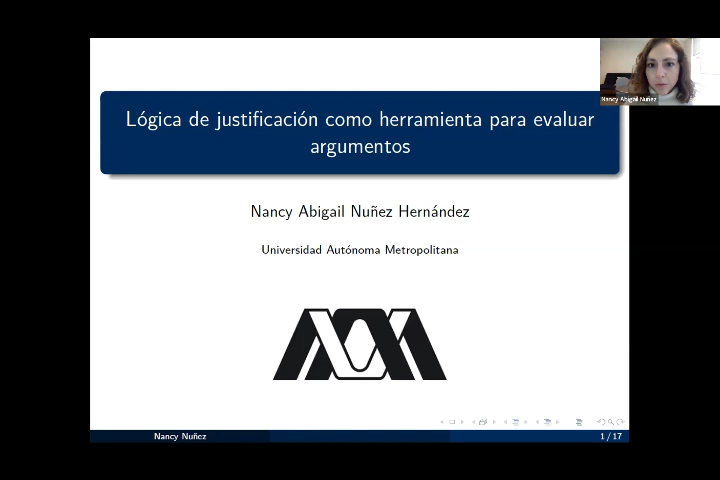 Lógica de justificación como herramienta para evaluar
argumentos
Nancy Abigail Nuñez Hernández
Universidad Autónoma Metropolitana
Nancy Abigail Nuñez
Nancy Nuñez
1 / 17